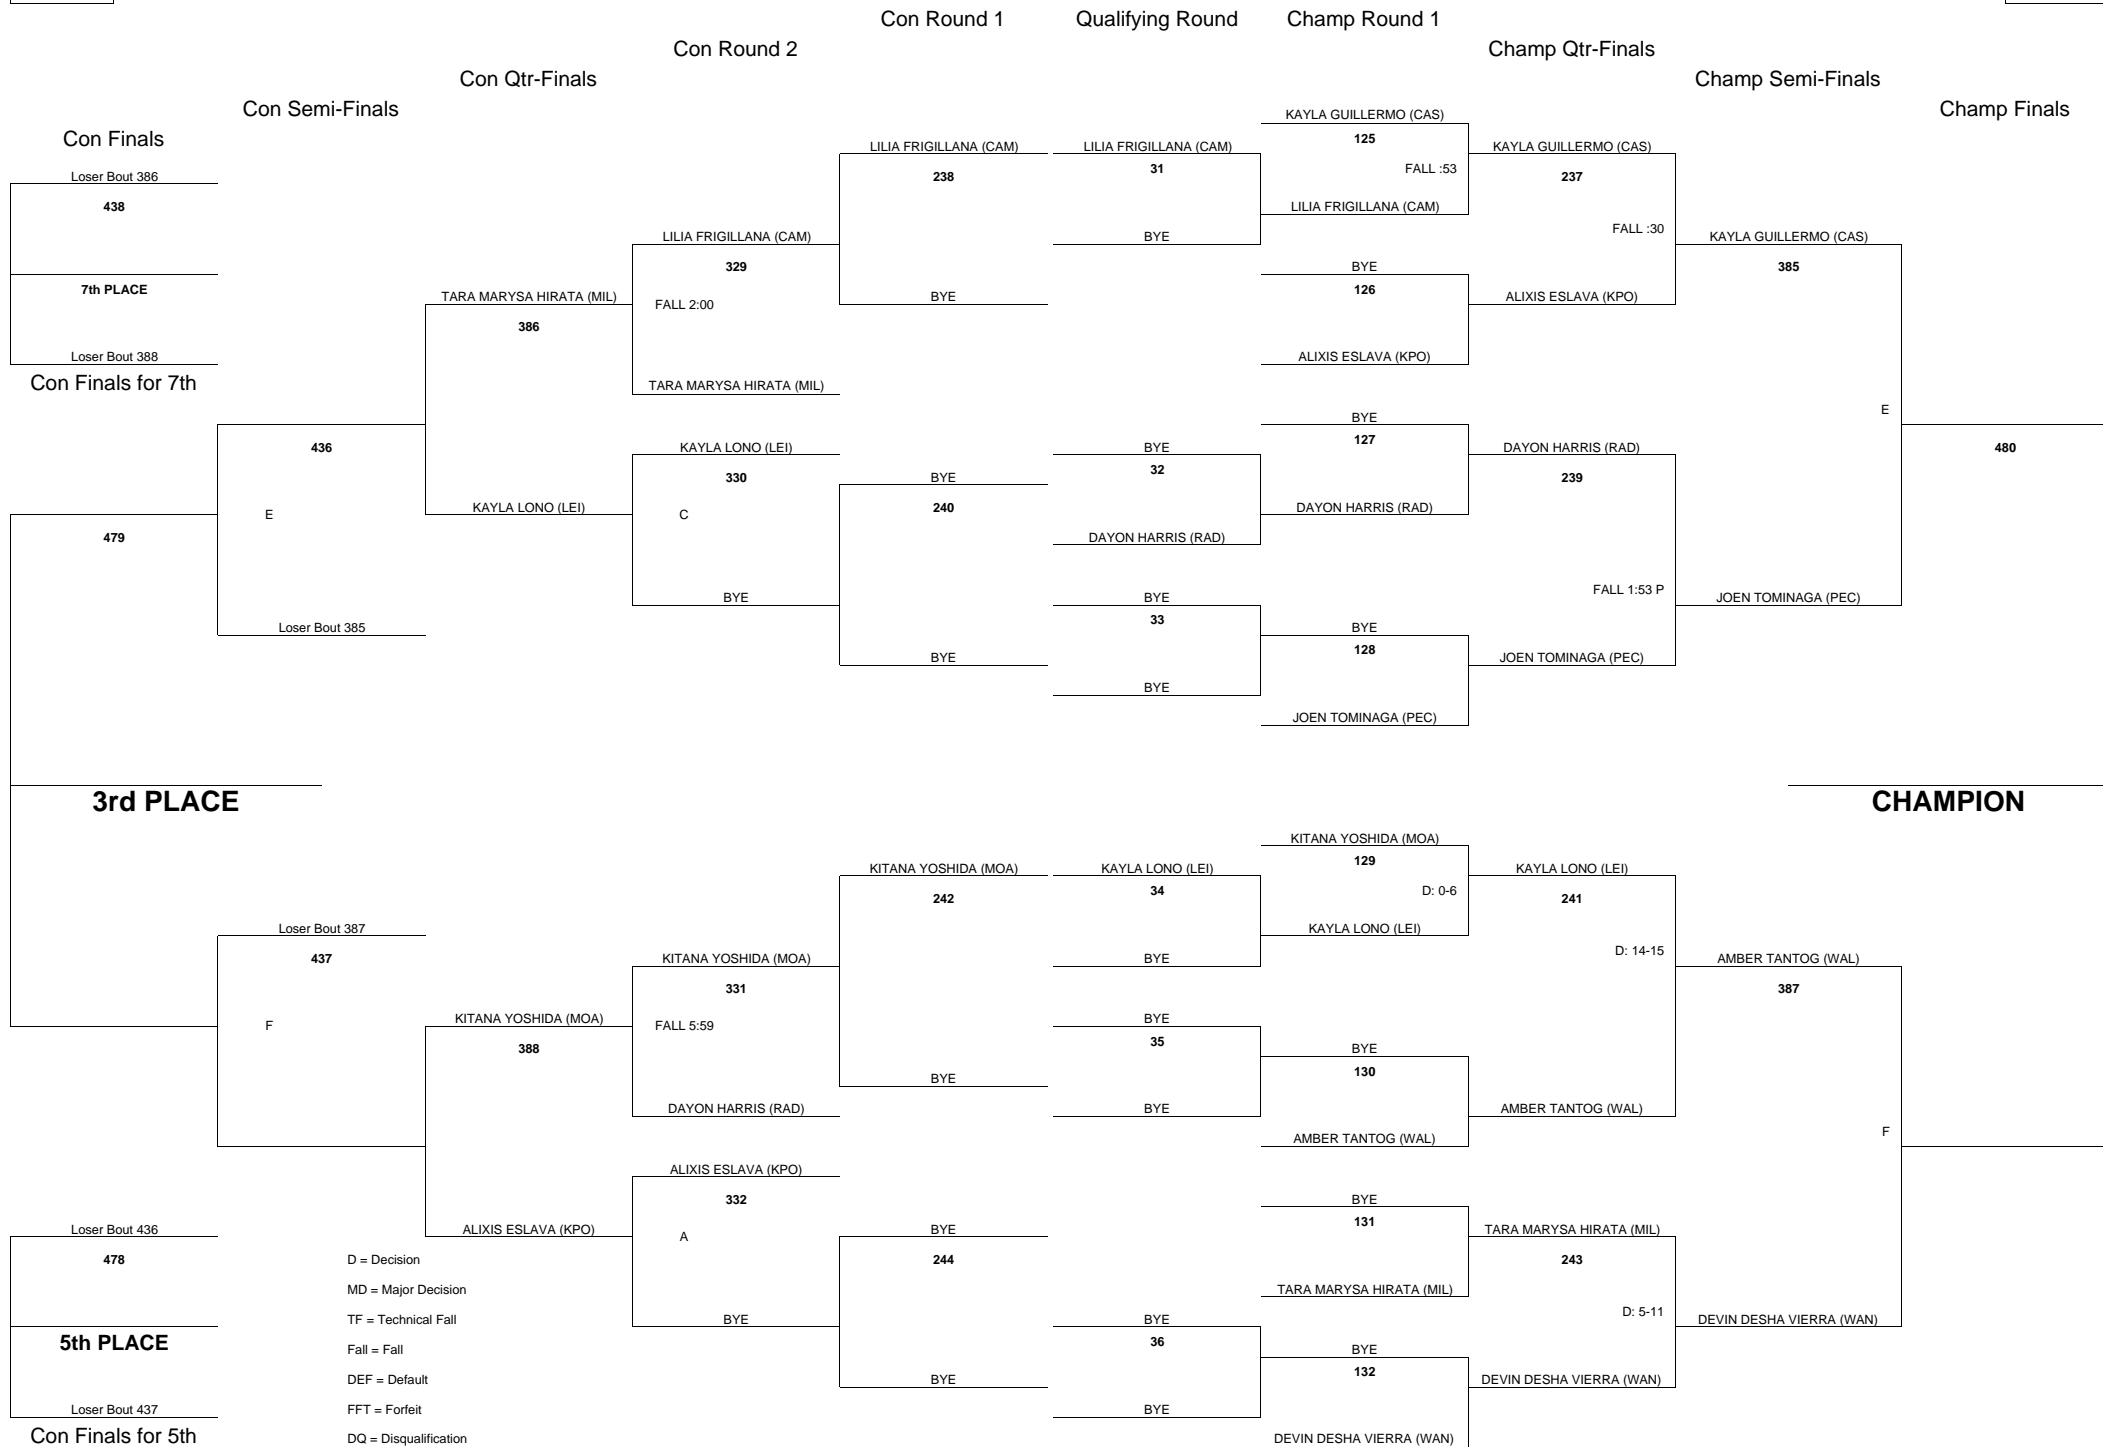 Con Round 1
Qualifying Round
Champ Round 1
Con Round 2
Champ Qtr-Finals
Con Qtr-Finals
Champ Semi-Finals
Con Semi-Finals
Champ Finals
Con Finals
Loser Bout 386
438
7th PLACE
Loser Bout 388
Con Finals for 7th
479
3rd PLACE
Loser Bout 436
478
5th PLACE
Loser Bout 437
Con Finals for 5th
436
E
Loser Bout 385
Loser Bout 387
437
F
D = Decision
MD = Major Decision
TF = Technical Fall
Fall = Fall
DEF = Default
FFT = Forfeit
DQ = Disqualification
TARA MARYSA HIRATA (MIL)
386
KAYLA LONO (LEI)
KITANA YOSHIDA (MOA)
388
ALIXIS ESLAVA (KPO)
LILIA FRIGILLANA (CAM)
329
FALL 2:00
TARA MARYSA HIRATA (MIL)
KAYLA LONO (LEI)
330
C
BYE
KITANA YOSHIDA (MOA)
331
FALL 5:59
DAYON HARRIS (RAD)
ALIXIS ESLAVA (KPO)
332
A
BYE
LILIA FRIGILLANA (CAM)
238
BYE
BYE
240
BYE
KITANA YOSHIDA (MOA)
242
BYE
BYE
244
BYE
LILIA FRIGILLANA (CAM)
31
BYE
BYE
32
DAYON HARRIS (RAD)
BYE
33
BYE
KAYLA LONO (LEI)
34
BYE
BYE
35
BYE
BYE
36
BYE
KAYLA GUILLERMO (CAS)
125
FALL :53
LILIA FRIGILLANA (CAM)
BYE
126
ALIXIS ESLAVA (KPO)
BYE
127
DAYON HARRIS (RAD)
BYE
128
JOEN TOMINAGA (PEC)
KITANA YOSHIDA (MOA)
129
D: 0-6
KAYLA LONO (LEI)
BYE
130
AMBER TANTOG (WAL)
BYE
131
TARA MARYSA HIRATA (MIL)
BYE
132
DEVIN DESHA VIERRA (WAN)
KAYLA GUILLERMO (CAS)
237
FALL :30
ALIXIS ESLAVA (KPO)
DAYON HARRIS (RAD)
239
FALL 1:53 P
JOEN TOMINAGA (PEC)
KAYLA LONO (LEI)
241
D: 14-15
AMBER TANTOG (WAL)
TARA MARYSA HIRATA (MIL)
243
D: 5-11
DEVIN DESHA VIERRA (WAN)
KAYLA GUILLERMO (CAS)
385
E
JOEN TOMINAGA (PEC)
AMBER TANTOG (WAL)
387
F
DEVIN DESHA VIERRA (WAN)
480
CHAMPION